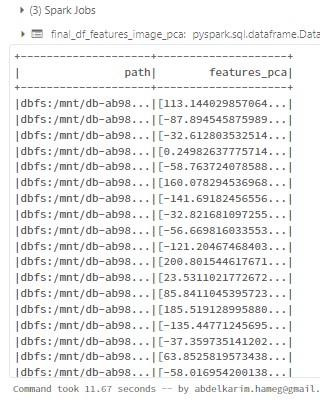 (3) Spark Jobs
final_df_features_image_pca: pyspark.sql.dataframe.Data
+--------------------+--------------------+
| path| features_pca|
+--------------------+--------------------+
|dbfs:/mnt/db-ab98...|[113.144029857064...|
|dbfs:/mnt/db-ab98...|[-87.894545875989...|
|dbfs:/mnt/db-ab98...|[-32.612803532514...|
|dbfs:/mnt/db-ab98...|[0.24982637775714...|
|dbfs:/mnt/db-ab98...|[-58.763724078588...|
|dbfs:/mnt/db-ab98...|[160.078294536968...|
|dbfs:/mnt/db-ab98...|[-141.69182456556...|
|dbfs:/mnt/db-ab98...|[-32.821681097255...|
|dbfs:/mnt/db-ab98...|[-56.669816033553...|
|dbfs:/mnt/db-ab98...|[-121.20467468403...|
|dbfs:/mnt/db-ab98...|[200.801544617671...|
|dbfs:/mnt/db-ab98...|[23.5311021772672...|
|dbfs:/mnt/db-ab98...|[85.8411045395723...|
|dbfs:/mnt/db-ab98...|[185.519128995880...|
|dbfs:/mnt/db-ab98...|[-135.44771245695...|
|dbfs:/mnt/db-ab98...|[-37.359735141202...|
|dbfs:/mnt/db-ab98...|[63.8525819573438...|
|dbfs:/mnt/db-ab98...|[-58.016954200138...|
Command took 11.67 seconds -- by abdelkarim.hameg@gmail.